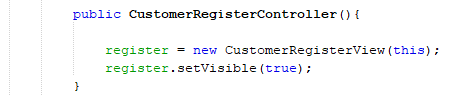 public CustomerRegisterController(){
register = new CustomerRegisterView(this);
register.setVisible(true);
}